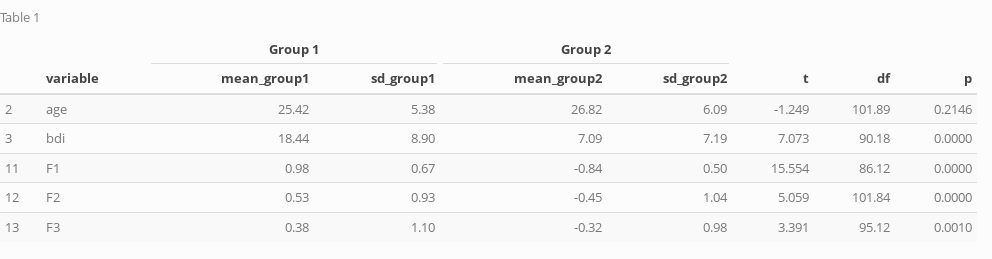 Table 1
Group 1 Group 2
variable mean_group1 sd_group1 mean_group2 sd_group2 t df p
2 age 25.42 5.38 26.82 6.09 -1.249 101.89 0.2146
3 bdi 18.44 8.90 7.09 7.19 7.073 90.18 0.0000
11 F1 0.98 0.67 -0.84 0.50 15.554 86.12 0.0000
12 F2 0.53 0.93 -0.45 1.04 5.059 101.84 0.0000
13 F3 0.38 1.10 -0.32 0.98 3.391 95.12 0.0010